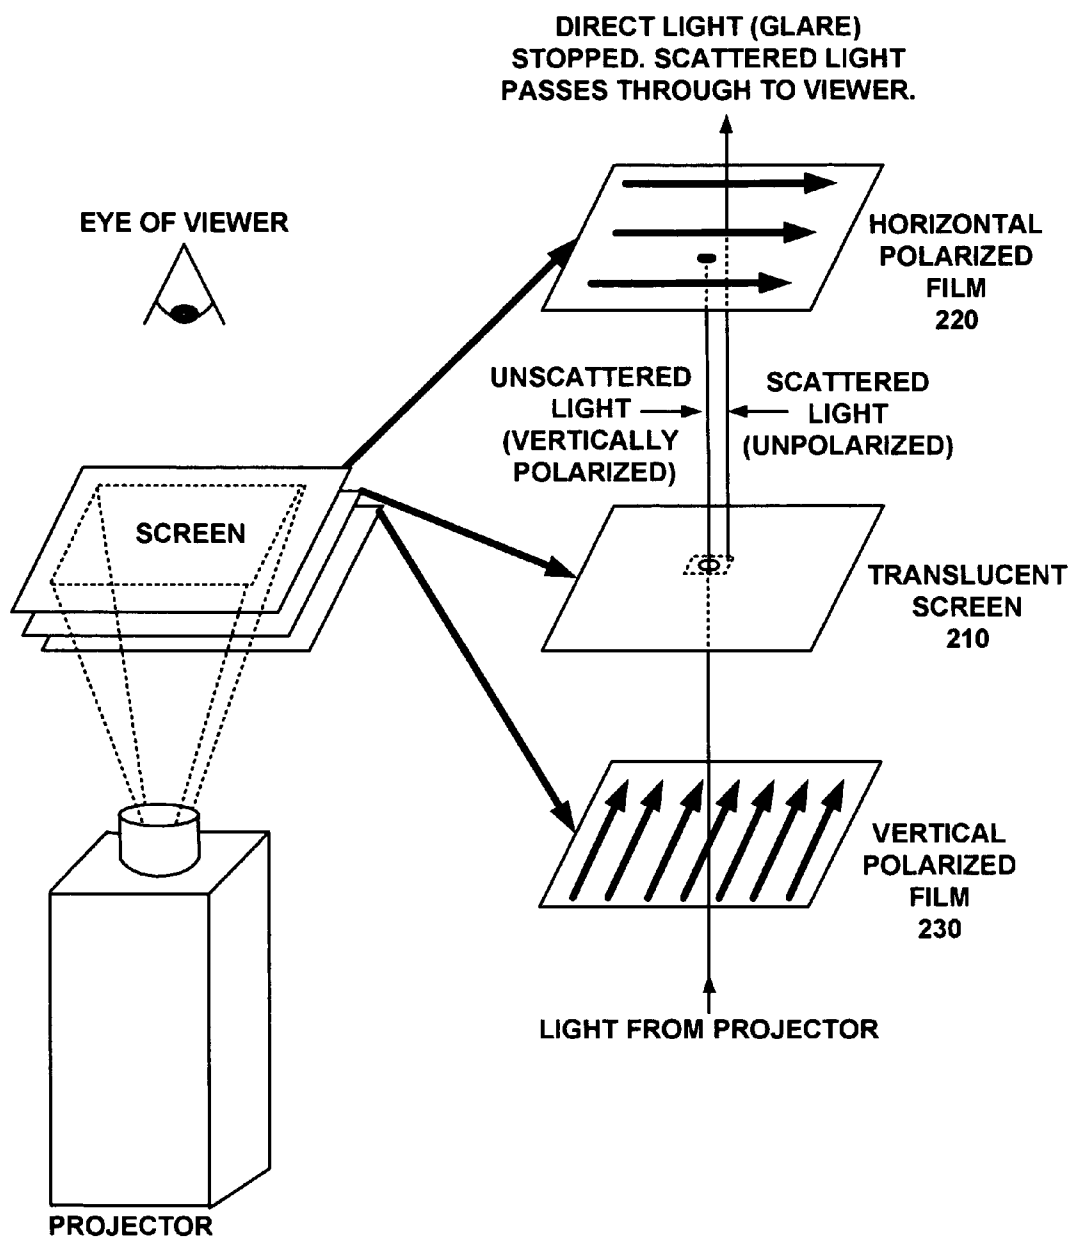 DIRECT LIGHT (GLARE)
STOPPED. SCATTERED LIGHT
PASSES THROUGH TO VIEWER.
EYE OF VIEWER
HORIZONTAL
POLARIZED
FILM
220
UNSCATTERED
LIGHT
(VERTICALLY
POLARIZED)
SCATTERED
LIGHT
(UNPOLARIZED)
SCREEN
TRANSLUCENT
SCREEN
210
VERTICAL
POLARIZED
FILM
230
LIGHT FROM PROJECTOR
PROJECTOR